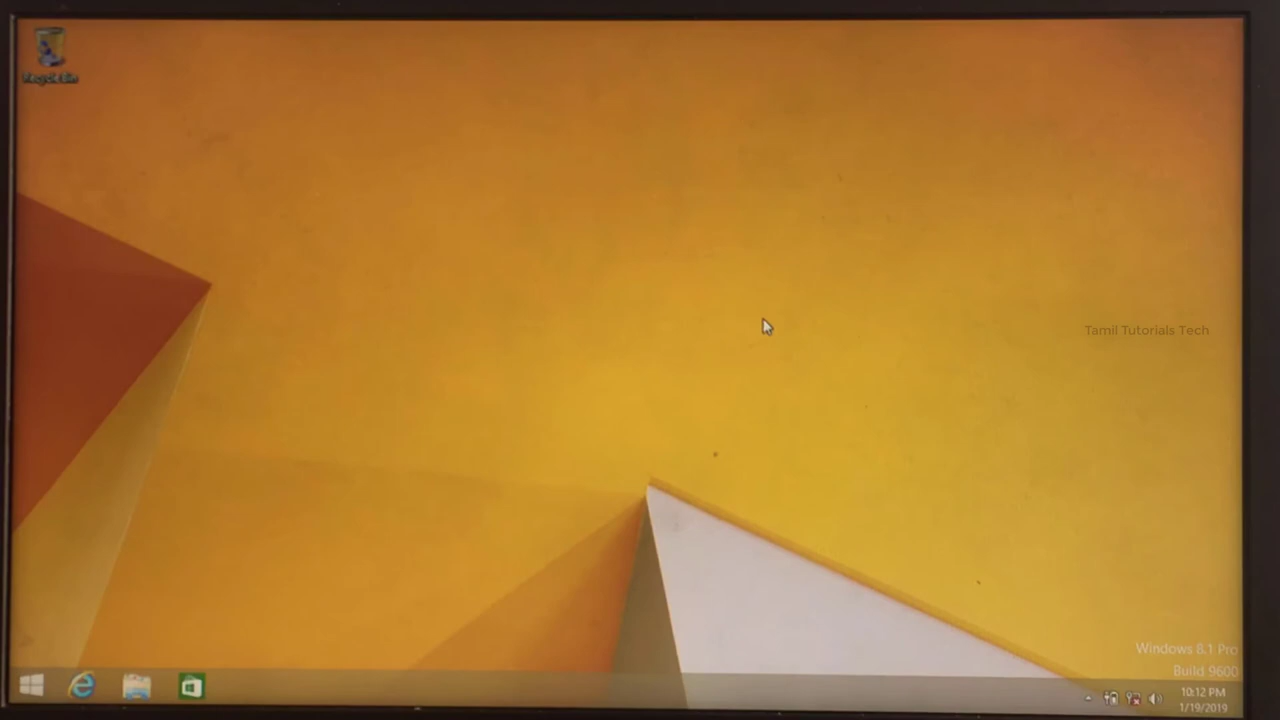 Recycle Bin
Tamil Tutorials Tech
Windows 8.1 Pro
Build 9600
10:12 PM
1/19/2019